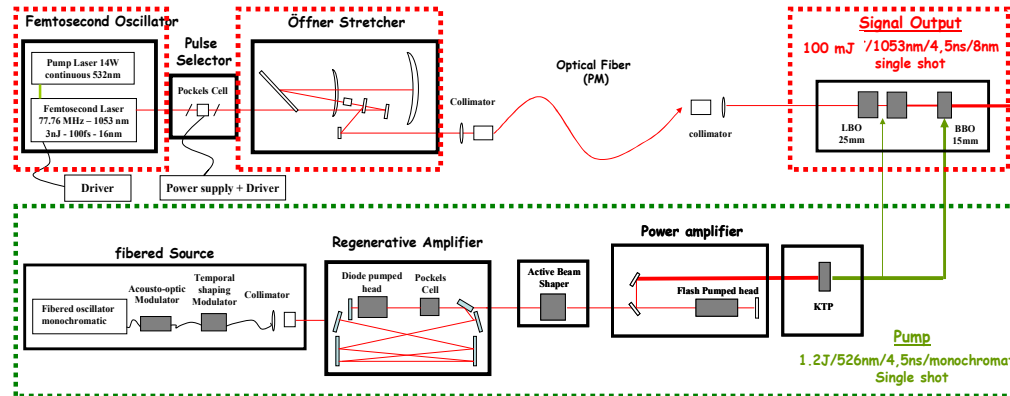 Femtosecond Oscillator
Pump Laser 14W
continuous 532nm
Femtosecond Laser
77.76 MHz – 1053 nm
3nJ - 100fs - 16nm
Driver
Pulse
Selector
Pockels Cell
Power supply + Driver
Öffner Stretcher
Collimator
Optical Fiber
(PM)
collimator
Signal Output
100 mJ /1053nm/4,5ns/8nm
single shot
LBO
25mm
BBO
15mm
fibered Source
Fibered oscillator
monochromatic
Acousto-optic
Modulator
Temporal
shaping
Modulator
Collimator
Regenerative Amplifier
Diode pumped
head
Pockels
Cell
Active Beam
Shaper
Power amplifier
Flash Pumped head
KTP
Pump
1.2J/526nm/4,5ns/monochromat
Single shot